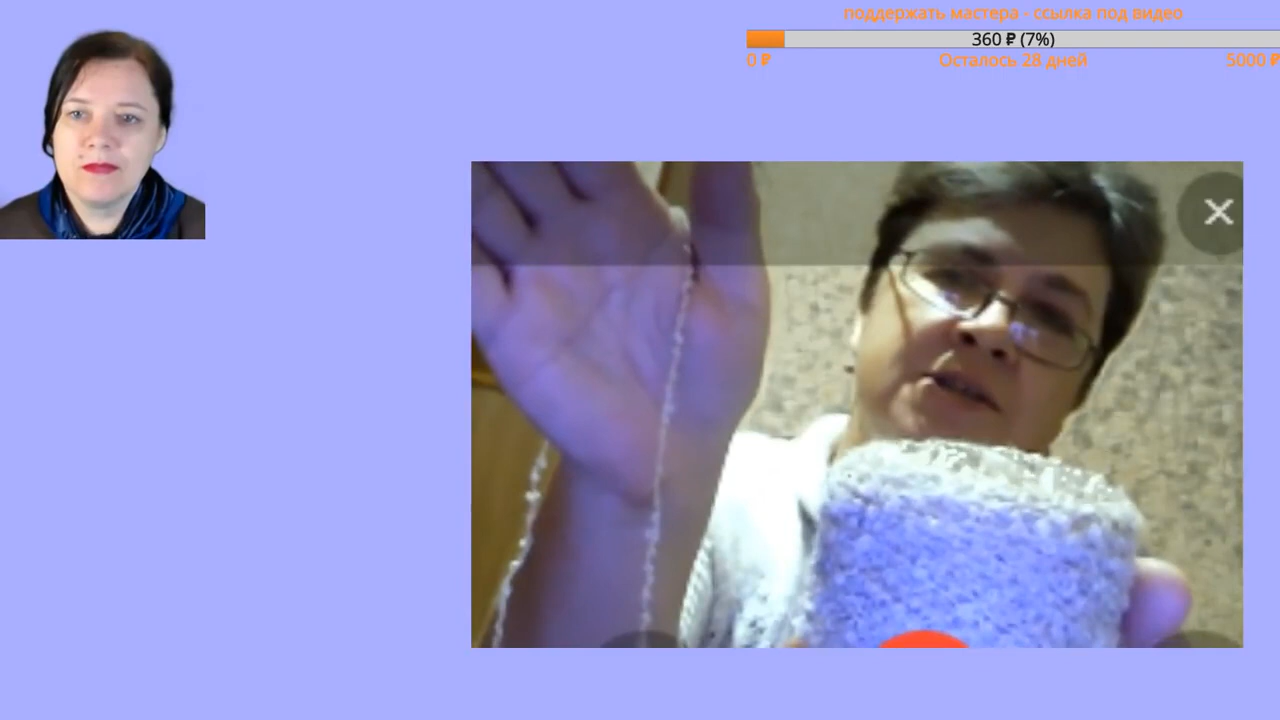 поддержать мастера - ссылка под видео
360 ₽ (7%)
0 ₽ Осталось 28 дней 5000 ₽